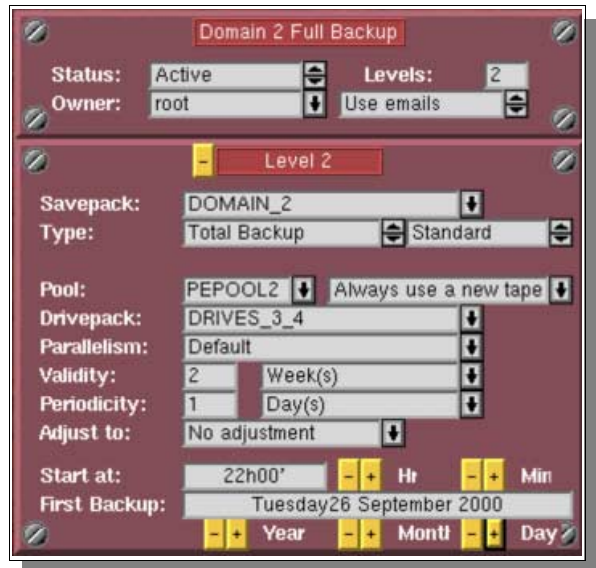 Domain 2 Full Backup
Status: Active Levels: 2
Owner: root Use emails
- Level 2
Savepack: DOMAIN_2
Type: Total Backup Standard
Pool: PEPOOL2 Always use a new tape
Drivepack: DRIVES_3_4
Parallelism: Default
Validity: 2 Week(s)
Periodicity: 1 Day(s)
Adjust to: No adjustment
Start at: 22h00' - + Hr - + Min
First Backup: Tuesday26 September 2000
- + Year - + Month - + Day